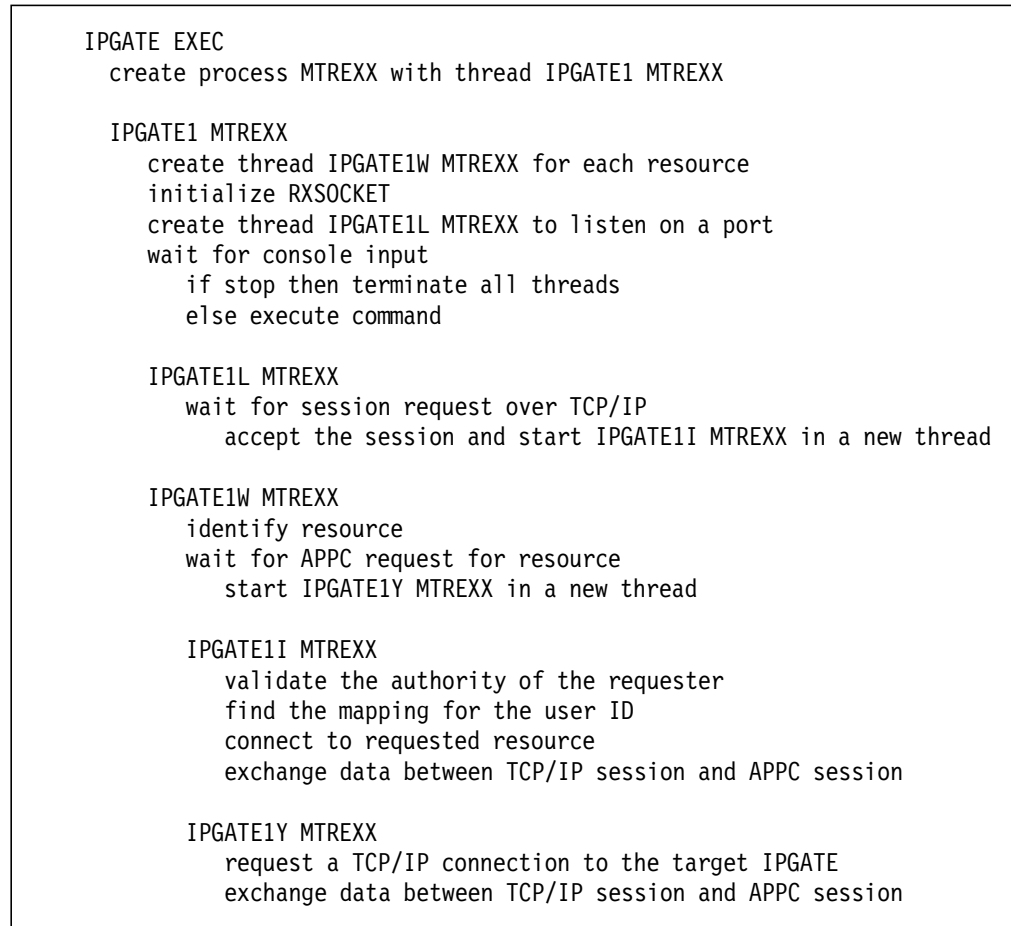 IPGATE EXEC
create process MTREXX with thread IPGATE1 MTREXX
IPGATE1 MTREXX
create thread IPGATE1W MTREXX for each resource
initialize RXSOCKET
create thread IPGATE1L MTREXX to listen on a port
wait for console input
if stop then terminate all threads
else execute command
IPGATE1L MTREXX
wait for session request over TCP/IP
accept the session and start IPGATE1I MTREXX in a new thread
IPGATE1W MTREXX
identify resource
wait for APPC request for resource
start IPGATE1Y MTREXX in a new thread
IPGATE1I MTREXX
validate the authority of the requester
find the mapping for the user ID
connect to requested resource
exchange data between TCP/IP session and APPC session
IPGATE1Y MTREXX
request a TCP/IP connection to the target IPGATE
exchange data between TCP/IP session and APPC session